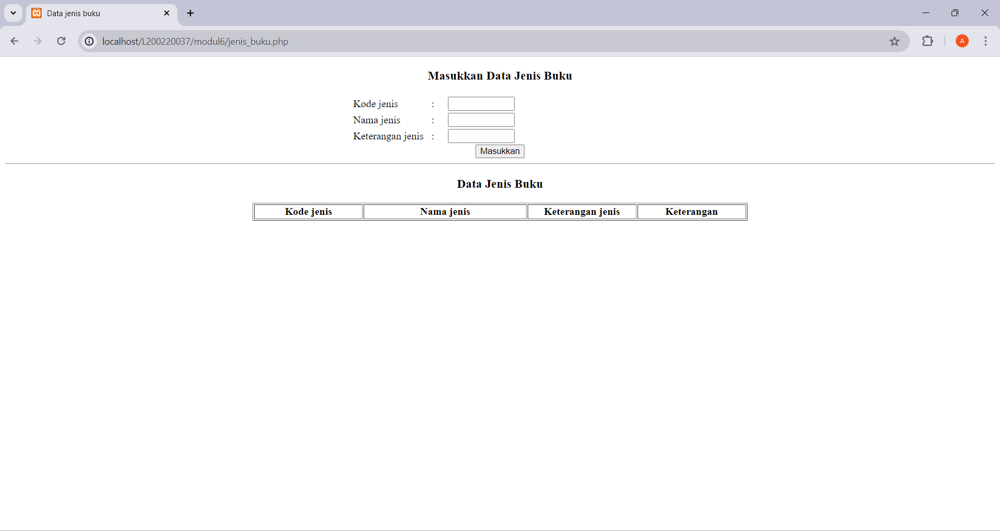 Data jenis buku
localhost/L200220037/modul6/jenis_buku.php
A
Masukkan Data Jenis Buku
Kode jenis :
Nama jenis :
Keterangan jenis :
Masukkan
Data Jenis Buku
Kode jenis Nama jenis Keterangan jenis Keterangan